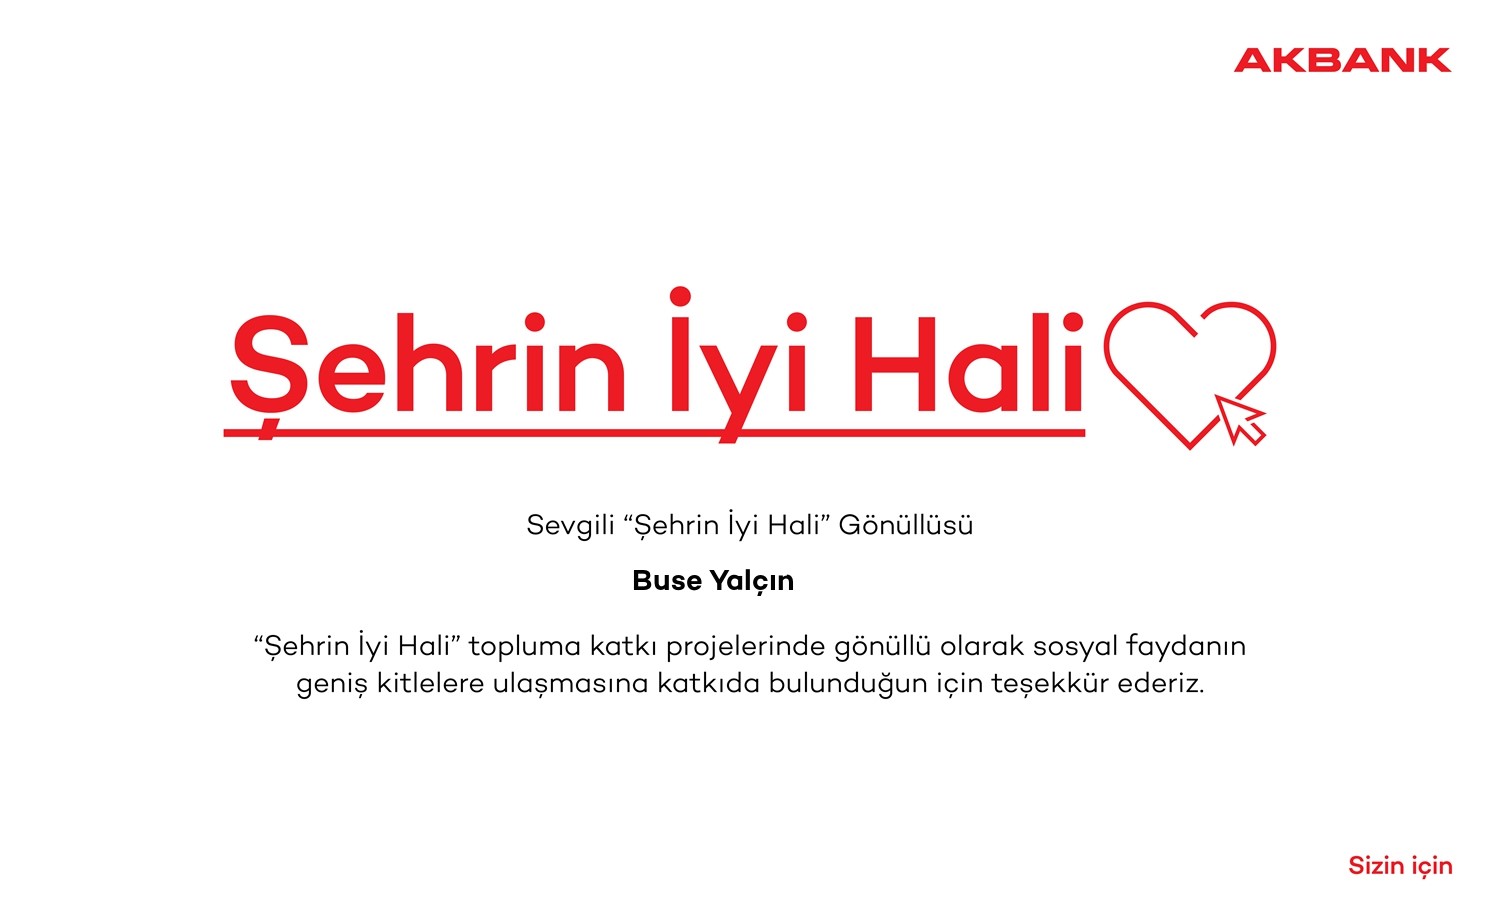 AKBANK
Şehrin İyi Hali
Sevgili “Şehrin İyi Hali” Gönüllüsü
Buse Yalçın
“Şehrin İyi Hali” topluma katkı projelerinde gönüllü olarak sosyal faydanın
geniş kitlelere ulaşmasına katkıda bulunduğun için teşekkür ederiz.
Sizin için